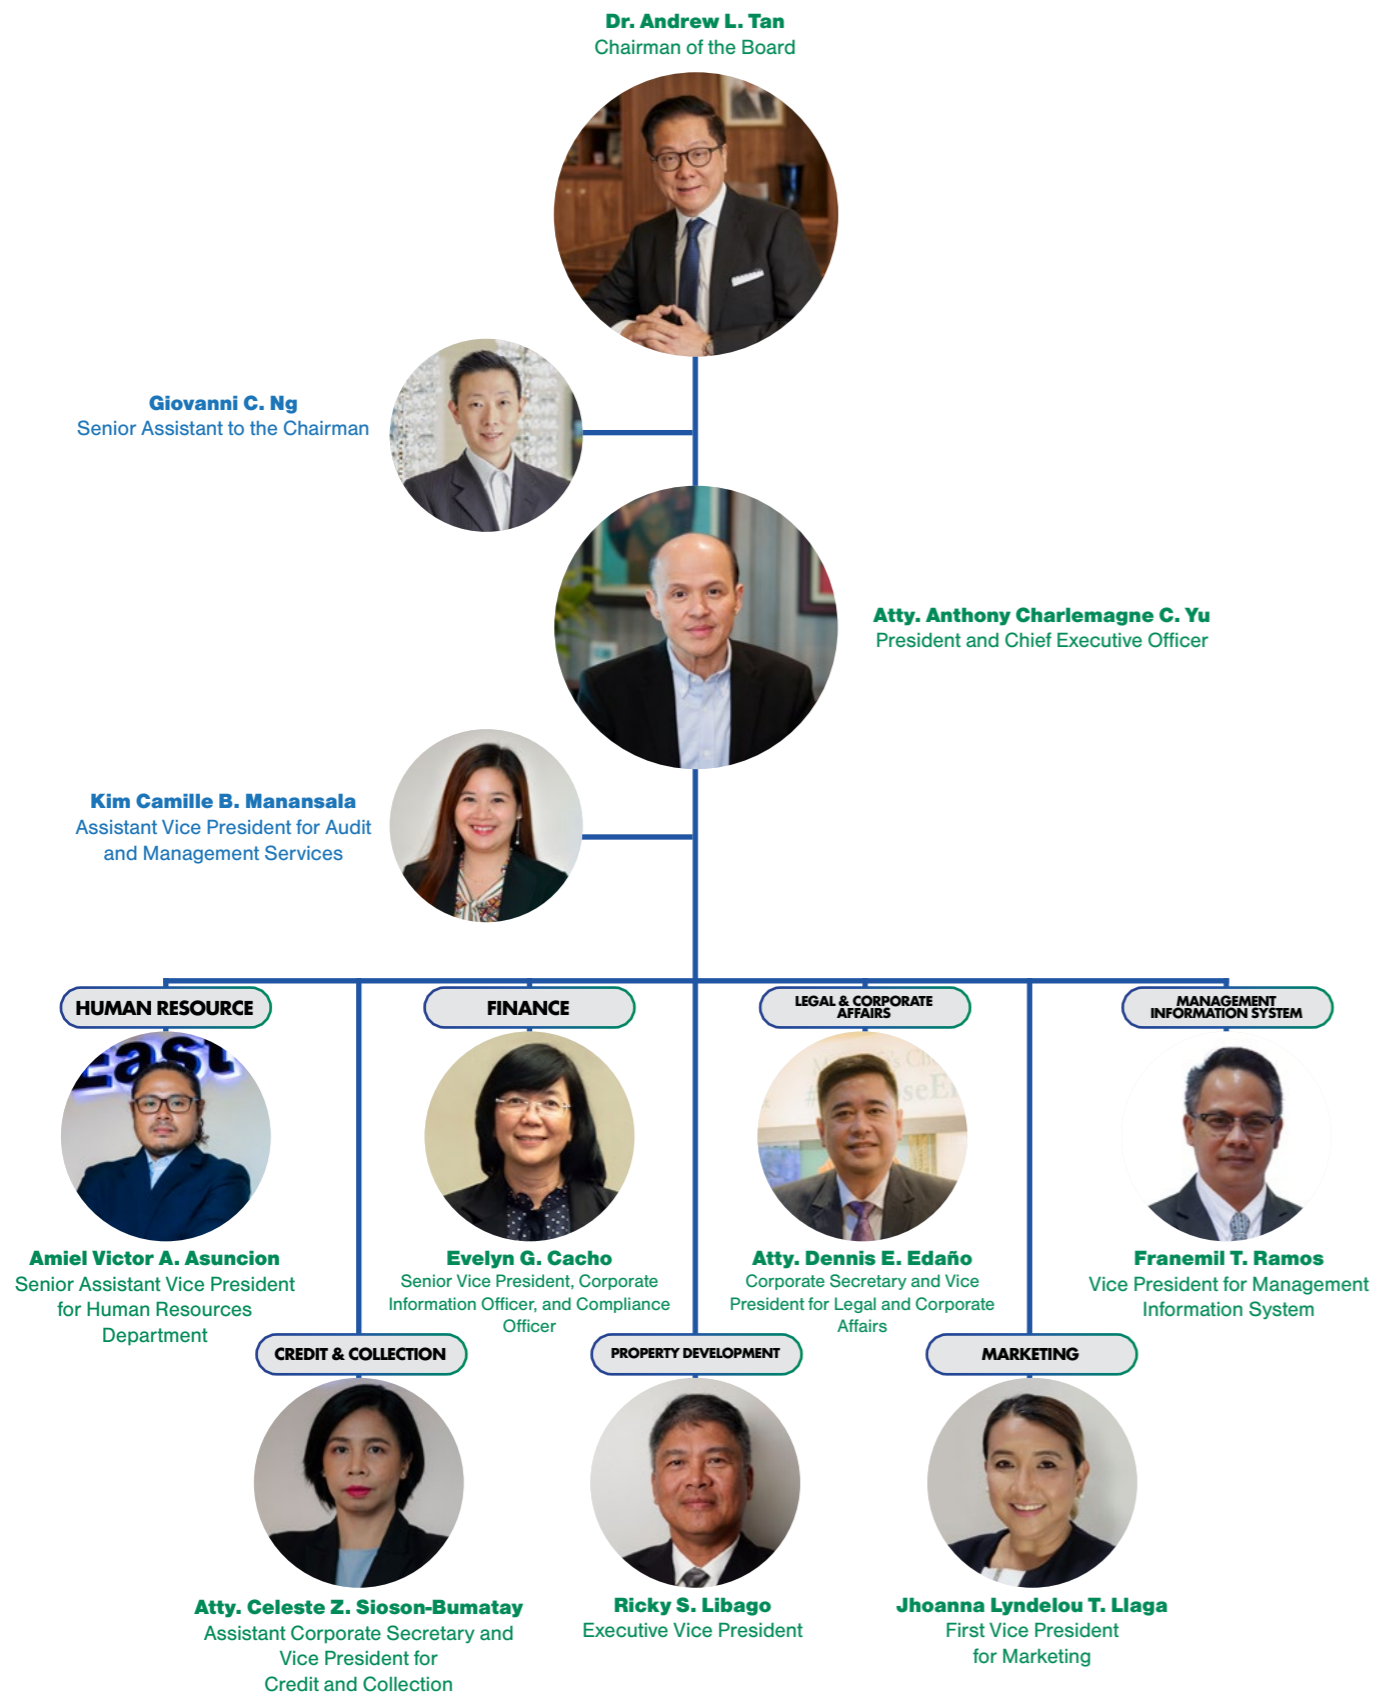 Dr. Andrew L. Tan
Chairman of the Board
Giovanni C. Ng
Senior Assistant to the Chairman
Atty. Anthony Charlemagne C. Yu
President and Chief Executive Officer
Kim Camille B. Manansala
Assistant Vice President for Audit
and Management Services
HUMAN RESOURCE
East
Amiel Victor A. Asuncion
Senior Assistant Vice President
for Human Resources
Department
FINANCE
Evelyn G. Cacho
Senior Vice President, Corporate
Information Officer, and Compliance
Officer
LEGAL & CORPORATE
AFFAIRS
Atty. Dennis E. Edaño
Corporate Secretary and Vice
President for Legal and Corporate
Affairs
MANAGEMENT
INFORMATION SYSTEM
Franemil T. Ramos
Vice President for Management
Information System
CREDIT & COLLECTION
Atty. Celeste Z. Sioson-Bumatay
Assistant Corporate Secretary and
Vice President for
Credit and Collection
PROPERTY DEVELOPMENT
Ricky S. Libago
Executive Vice President
MARKETING
Jhoanna Lyndelou T. Llaga
First Vice President
for Marketing